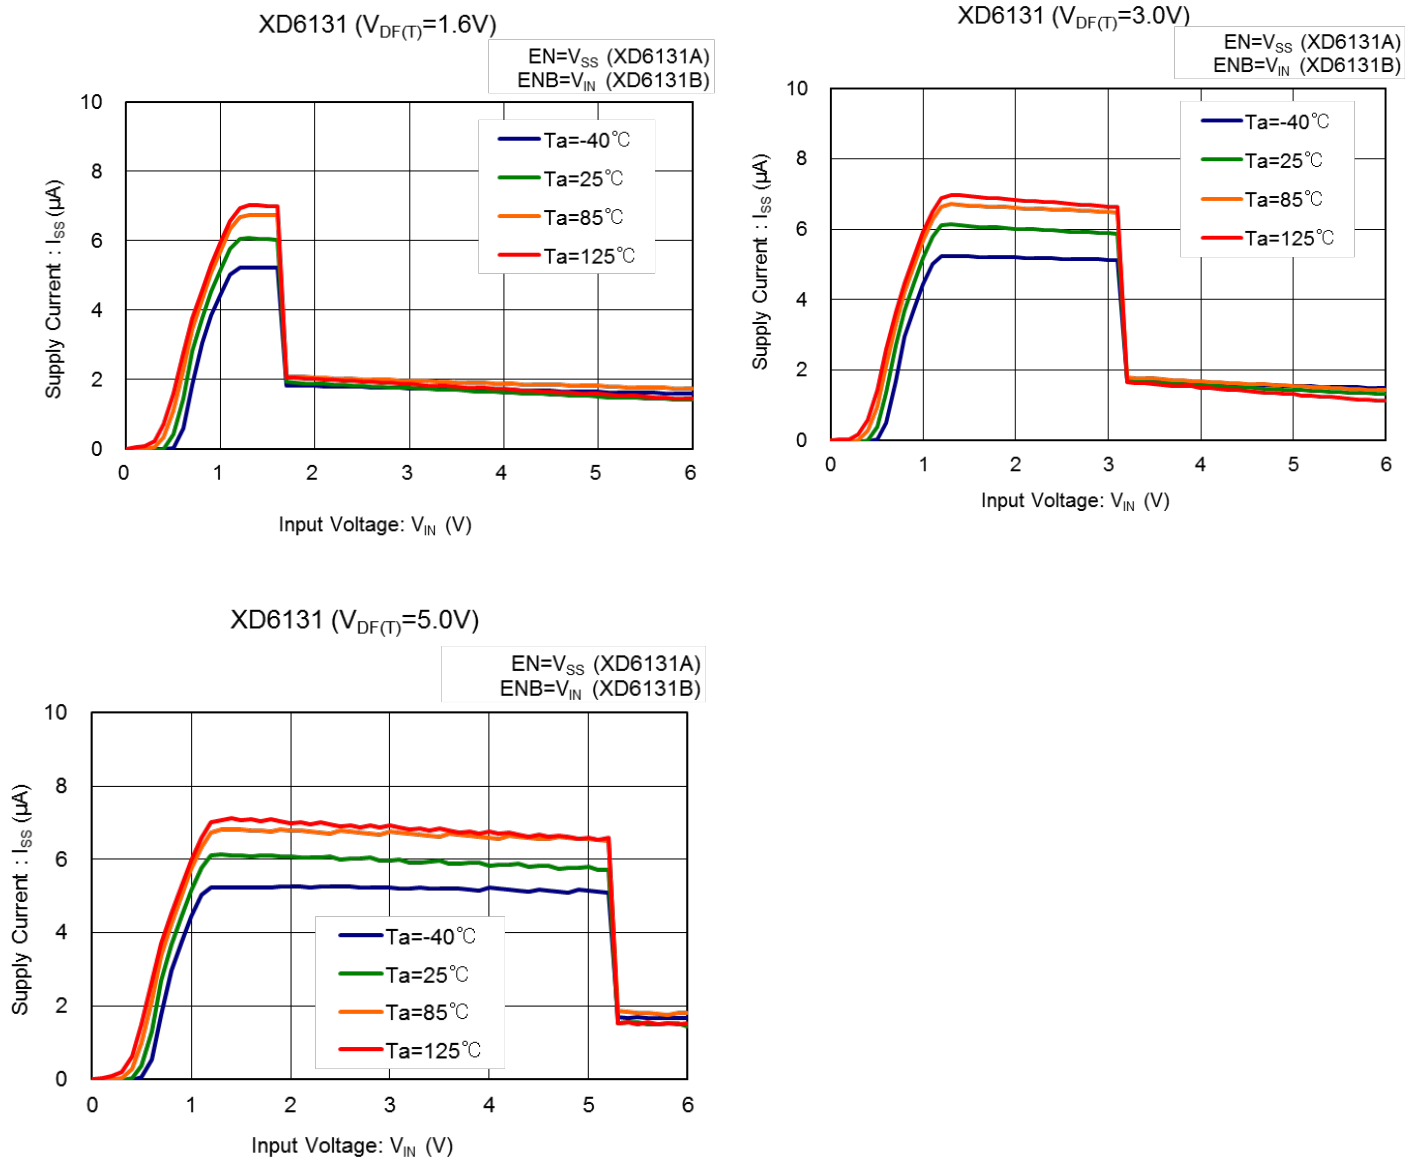 XD6131 (VDF(T)=1.6V)
EN=VSS (XD6131A)
ENB=VIN (XD6131B)
Supply Current : ISS (µA)
10
8
6
4
2
0
Ta=-40℃
Ta=25℃
Ta=85℃
Ta=125℃
0 1 2 3 4 5 6
Input Voltage: VIN (V)
XD6131 (VDF(T)=3.0V)
EN=VSS (XD6131A)
ENB=VIN (XD6131B)
Supply Current : ISS (µA)
10
8
6
4
2
0
Ta=-40℃
Ta=25℃
Ta=85℃
Ta=125℃
0 1 2 3 4 5 6
Input Voltage: VIN (V)
XD6131 (VDF(T)=5.0V)
EN=VSS (XD6131A)
ENB=VIN (XD6131B)
Supply Current : ISS (µA)
10
8
6
4
2
0
Ta=-40℃
Ta=25℃
Ta=85℃
Ta=125℃
0 1 2 3 4 5 6
Input Voltage: VIN (V)